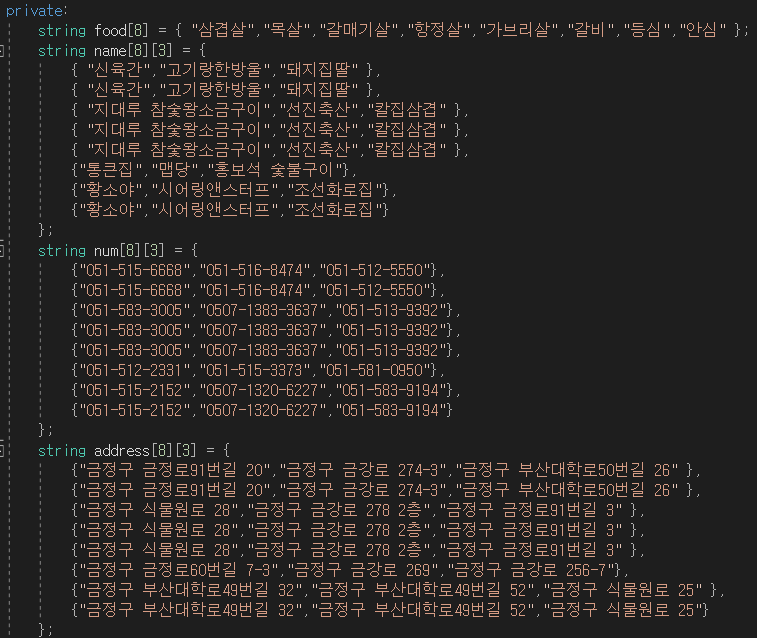 private:
string food[8] = { "삼겹살","목살","갈매기살","항정살","가브리살","갈비","등심","안심" };
string name[8][3] = {
{ "신육간","고기랑한방울","돼지집딸" },
{ "신육간","고기랑한방울","돼지집딸" },
{ "지대루 참숯왕소금구이","선진축산","칼집삼겹" },
{ "지대루 참숯왕소금구이","선진축산","칼집삼겹" },
{ "지대루 참숯왕소금구이","선진축산","칼집삼겹" },
{"통큰집","맵당","홍보석 숯불구이"},
{"황소야","시어링앤스터프","조선화로집"},
{"황소야","시어링앤스터프","조선화로집"}
};
string num[8][3] = {
{"051-515-6668","051-516-8474","051-512-5550"},
{"051-515-6668","051-516-8474","051-512-5550"},
{"051-583-3005","0507-1383-3637","051-513-9392"},
{"051-583-3005","0507-1383-3637","051-513-9392"},
{"051-583-3005","0507-1383-3637","051-513-9392"},
{"051-512-2331","051-515-3373","051-581-0950"},
{"051-515-2152","0507-1320-6227","051-583-9194"},
{"051-515-2152","0507-1320-6227","051-583-9194"}
};
string address[8][3] = {
{"금정구 금정로91번길 20","금정구 금강로 274-3","금정구 부산대학로50번길 26" },
{"금정구 금정로91번길 20","금정구 금강로 274-3","금정구 부산대학로50번길 26" },
{"금정구 식물원로 28","금정구 금강로 278 2층","금정구 금정로91번길 3" },
{"금정구 식물원로 28","금정구 금강로 278 2층","금정구 금정로91번길 3" },
{"금정구 식물원로 28","금정구 금강로 278 2층","금정구 금정로91번길 3" },
{"금정구 금정로60번길 7-3","금정구 금강로 269","금정구 금강로 256-7"},
{"금정구 부산대학로49번길 32","금정구 부산대학로49번길 52","금정구 식물원로 25" },
{"금정구 부산대학로49번길 32","금정구 부산대학로49번길 52","금정구 식물원로 25"}
};